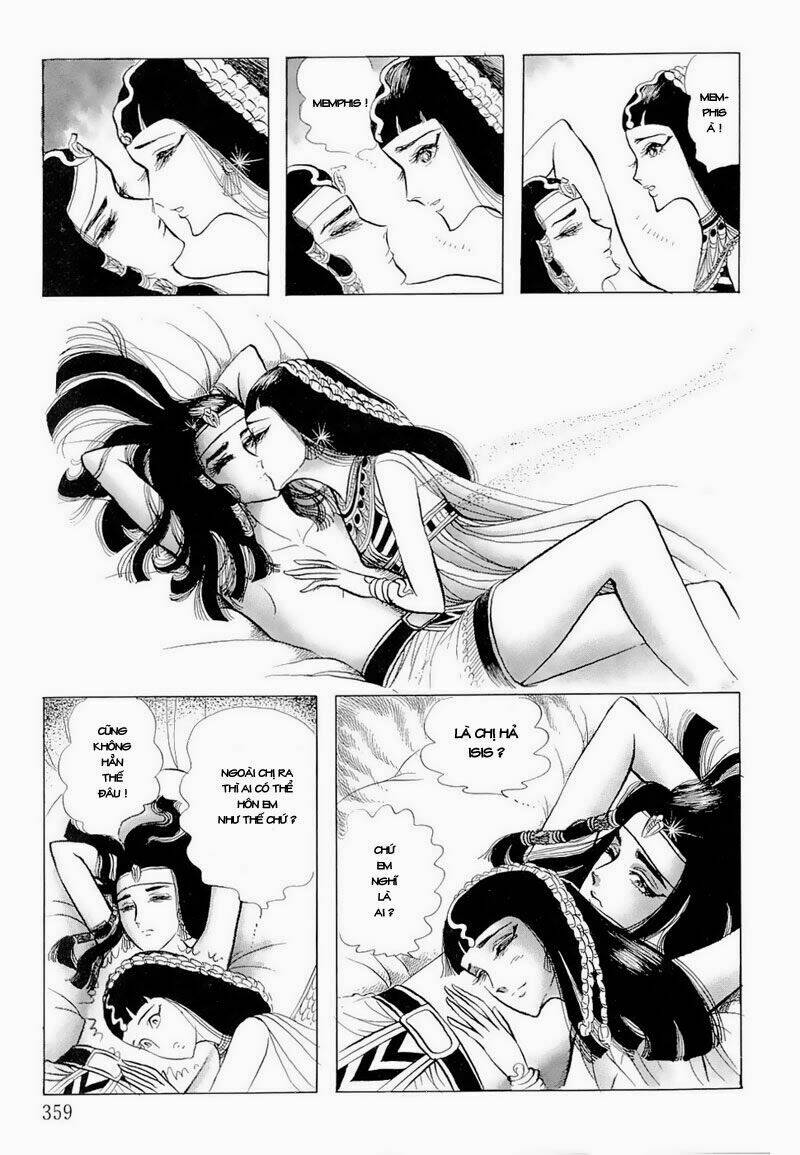 MEM-
PHIS
À !
MEMPHIS !
LÀ CHỊ HẢ
ISIS ?
CHỨ
EM
NGHĨ
LÀ
AI ?
NGOÀI CHỊ RA
THÌ AI CÓ THỂ
HÔN EM
NHƯ THẾ CHỨ ?
CŨNG
KHÔNG
HẲN
THẾ
ĐÂU !
359